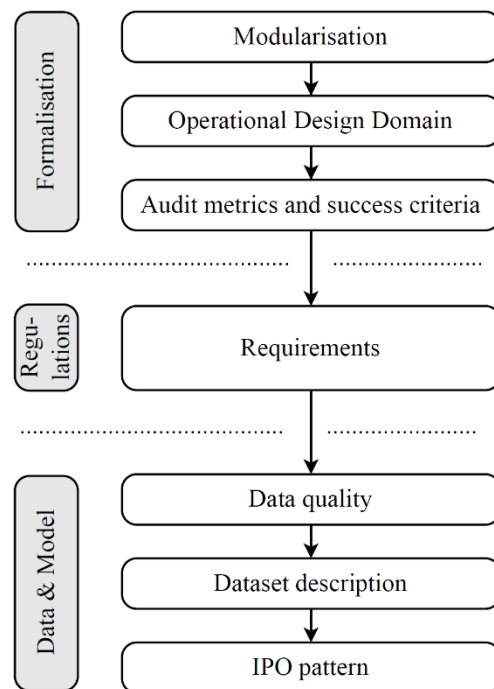 Formalisation
Modularisation
Operational Design Domain
Audit metrics and success criteria
Regu-
lations
Requirements
Data & Model
Data quality
Dataset description
IPO pattern